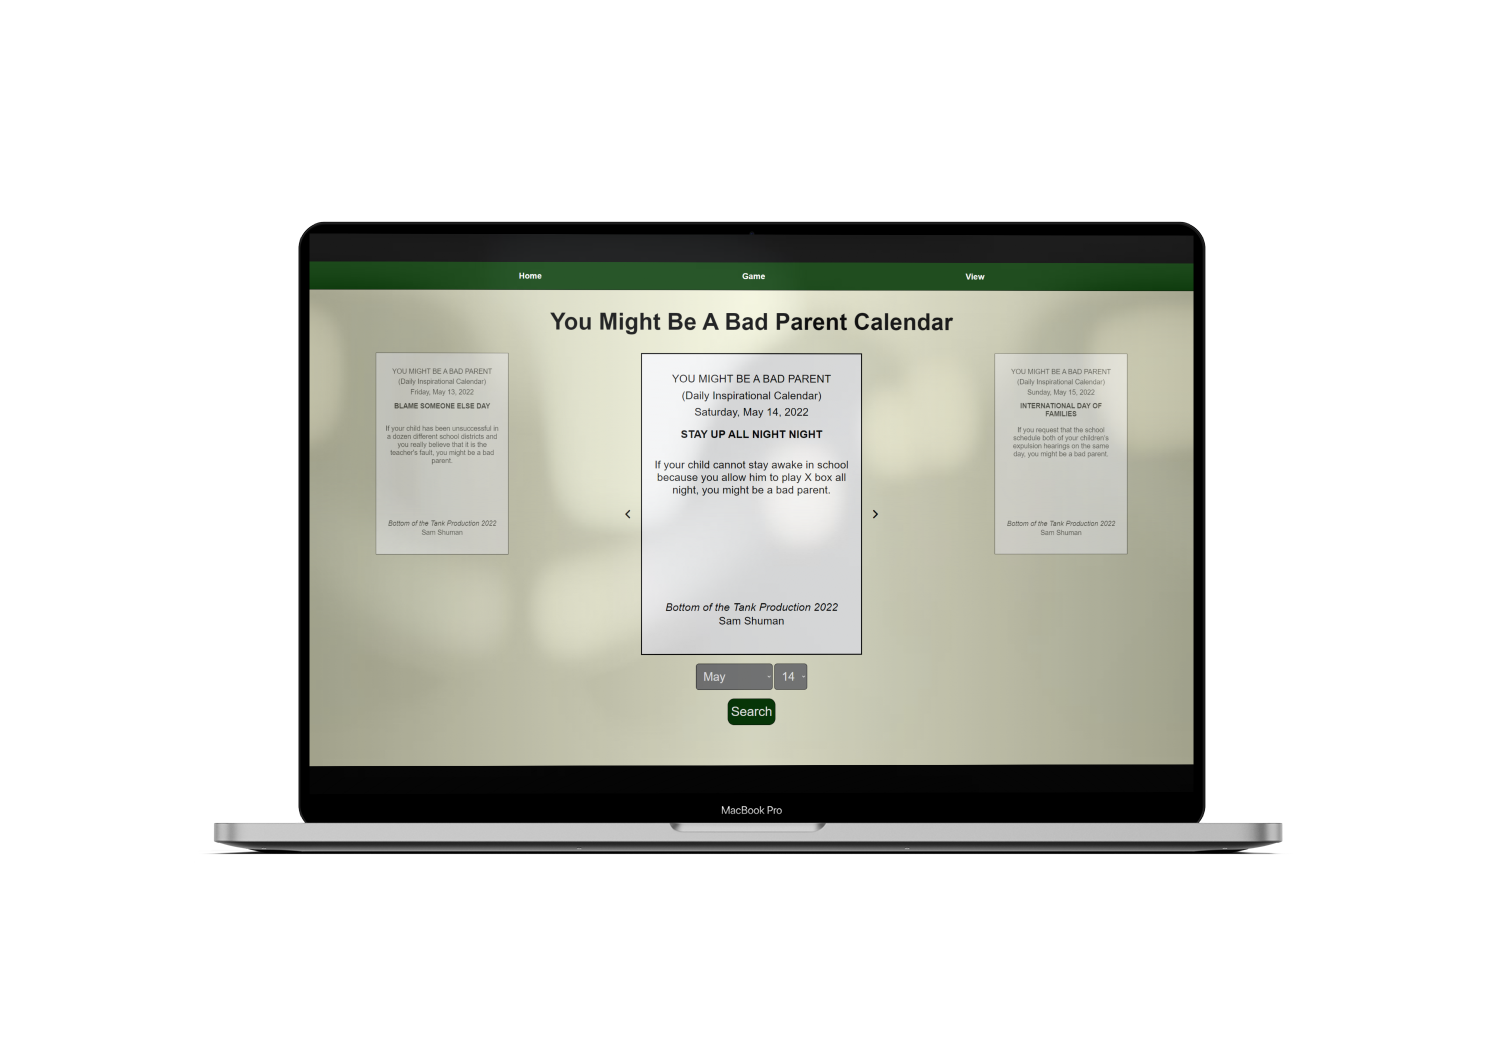 Home
Game
View
You Might Be A Bad Parent Calendar
YOU MIGHT BE A BAD PARENT
(Daily Inspirational Calendar)
Friday, May 13, 2022
BLAME SOMEONE ELSE DAY
If your child has been unsuccessful in
a dozen different school districts and
you really believe that it is the
teacher's fault, you might be a bad
parent.
Bottom of the Tank Production 2022
Sam Shuman
YOU MIGHT BE A BAD PARENT
(Daily Inspirational Calendar)
Saturday, May 14, 2022
STAY UP ALL NIGHT NIGHT
If your child cannot stay awake in school
because you allow him to play X box all
night, you might be a bad parent.
Bottom of the Tank Production 2022
Sam Shuman
YOU MIGHT BE A BAD PARENT
(Daily Inspirational Calendar)
Sunday, May 15, 2022
INTERNATIONAL DAY OF
FAMILIES
If you request that the school
schedule both of your children's
expulsion hearings on the same
day, you might be a bad parent.
Bottom of the Tank Production 2022
Sam Shuman
May
14
Search
MacBook Pro